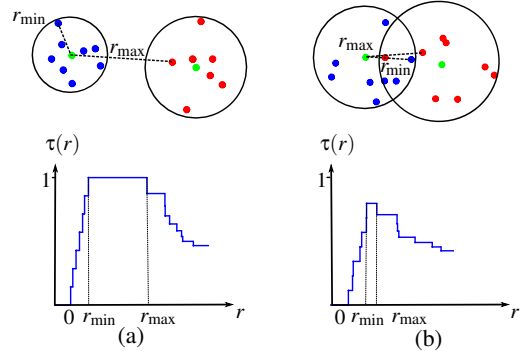 r_min
r_max
r_max
r_min
τ(r)
τ(r)
1
1
0 r_min r_max r
0 r_min r_max r
(a)
(b)